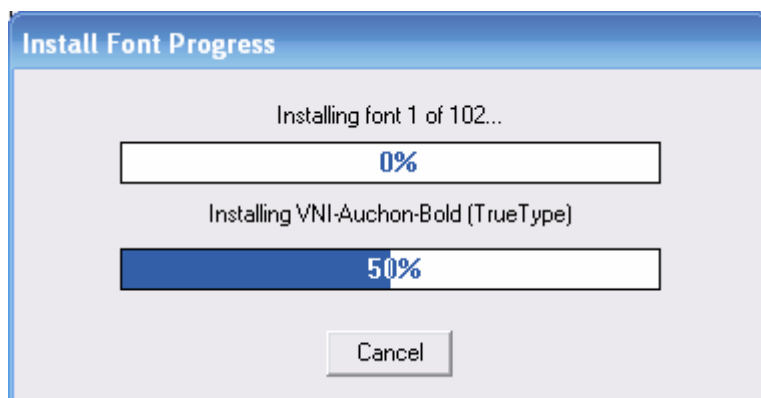 Install Font Progress
Installing font 1 of 102...
0%
Installing VNI-Auchon-Bold (TrueType)
50%
Cancel